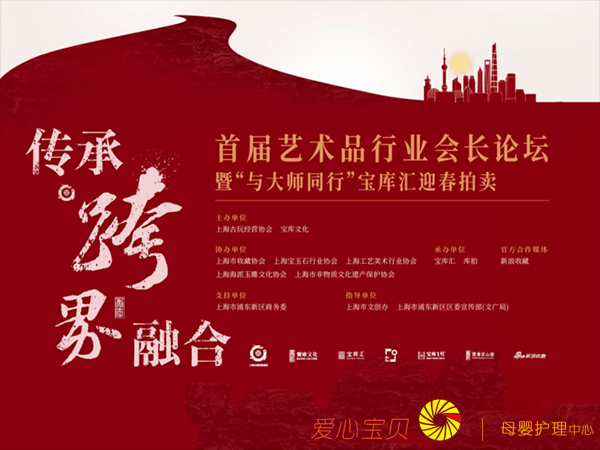 传承
跨
界
融合
首届艺术品行业会长论坛
暨“与大师同行”宝库汇迎春拍卖
主办单位
上海古玩经营协会 宝库文化
协办单位
上海市收藏协会 上海宝玉石行业协会 上海工艺美术行业协会
上海海派玉雕文化协会 上海市非物质文化遗产保护协会
承办单位
宝库汇 库拍
官方合作媒体
新浪收藏
支持单位
上海市浦东新区商务委
指导单位
上海市文创办 上海市浦东新区区委宣传部(文广局)
宝库文化
宝库汇
宝库1号
新浪收藏
爱心宝贝
母婴护理中心